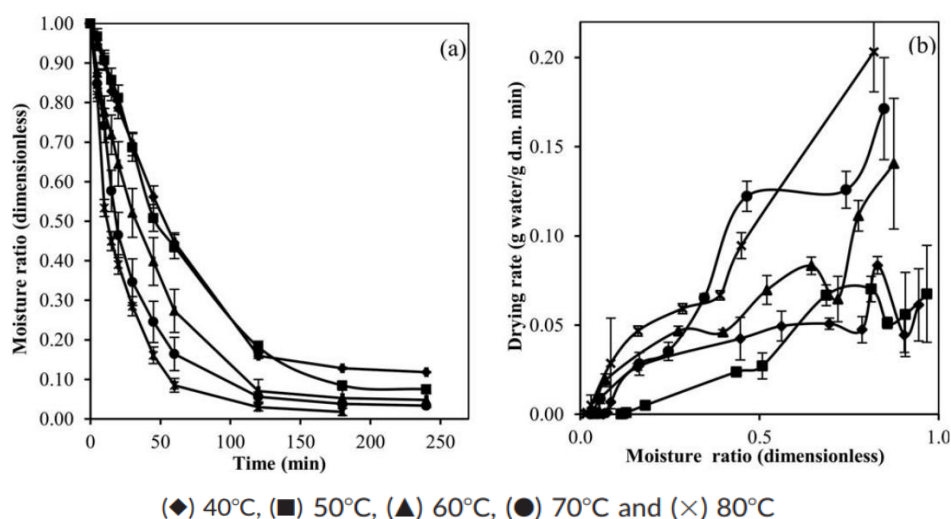 (a)
Moisture ratio (dimensionless)
1.00
0.90
0.80
0.70
0.60
0.50
0.40
0.30
0.20
0.10
0.00
0 50 100 150 200 250
Time (min)
(b)
Drying rate (g water/g d.m. min)
0.20
0.15
0.10
0.05
0.00
0.0 0.5 1.0
Moisture ratio (dimensionless)
(◆) 40°C, (■) 50°C, (▲) 60°C, (●) 70°C and (×) 80°C